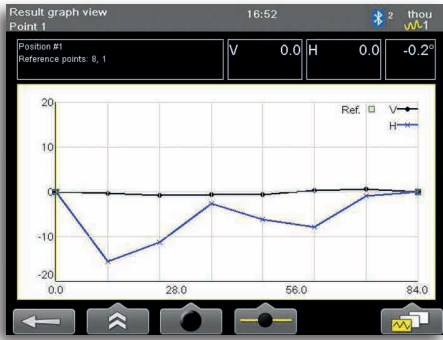 Result graph view 16:52 2 thou
Point 1 1
Position #1
Reference points: 8, 1
V 0.0 H 0.0 -0.2°
Ref. V
H
20
10
0
-10
-20
0.0 28.0 56.0 84.0